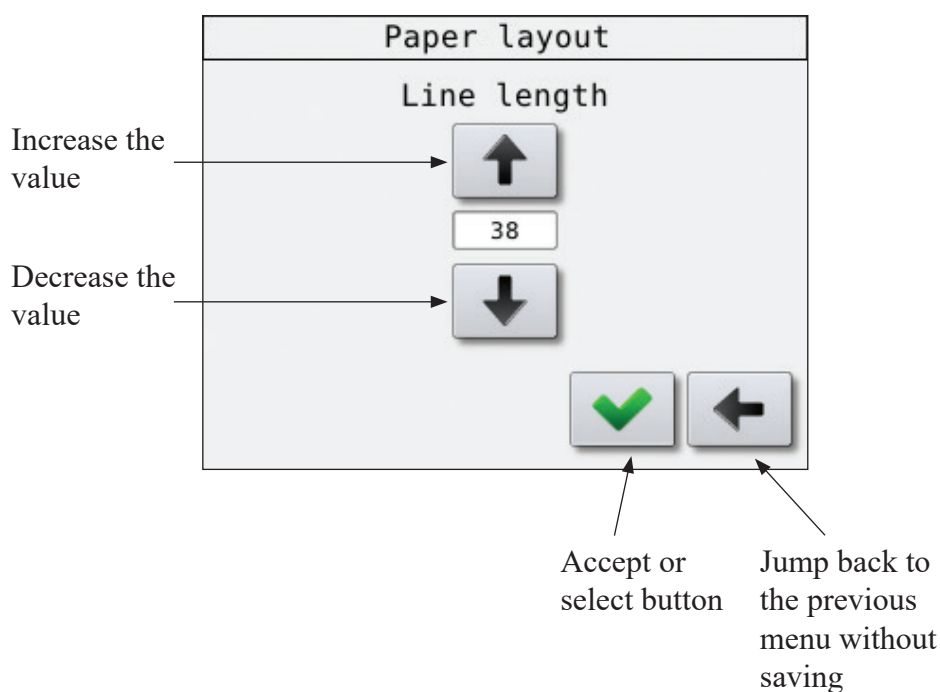 Paper layout
Line length
Increase the
value
38
Decrease the
value
Accept or
select button
Jump back to
the previous
menu without
saving